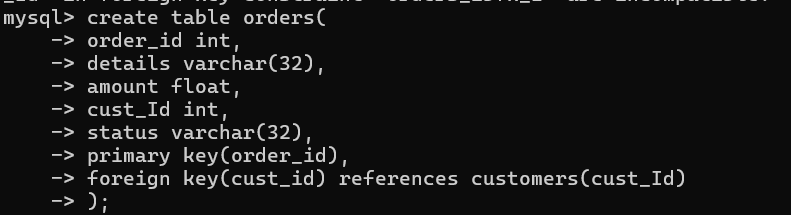 mysql> create table orders(
    -> order_id int,
    -> details varchar(32),
    -> amount float,
    -> cust_Id int,
    -> status varchar(32),
    -> primary key(order_id),
    -> foreign key(cust_id) references customers(cust_Id)
    -> );